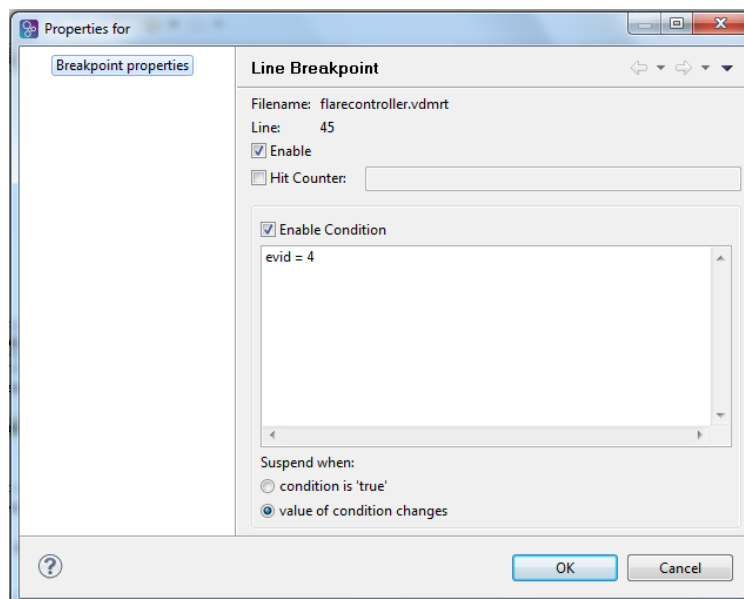 Properties for
Breakpoint properties
Line Breakpoint
Filename: flarecontroller.vdmrt
Line: 45
Enable
Hit Counter:
Enable Condition
evid = 4
Suspend when:
condition is 'true'
value of condition changes
?
OK
Cancel